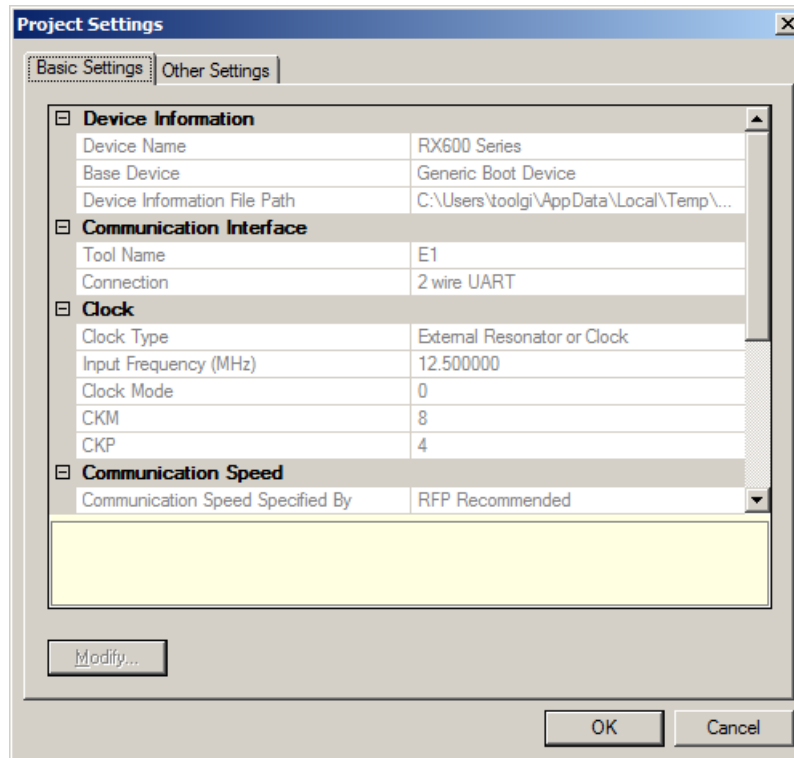 Project Settings
Basic Settings Other Settings
Device Information
Device Name RX600 Series
Base Device Generic Boot Device
Device Information File Path C:\Users\toolgi\AppData\Local\Temp\...
Communication Interface
Tool Name E1
Connection 2 wire UART
Clock
Clock Type External Resonator or Clock
Input Frequency (MHz) 12.500000
Clock Mode 0
CKM 8
CKP 4
Communication Speed
Communication Speed Specified By RFP Recommended
Modify...
OK Cancel